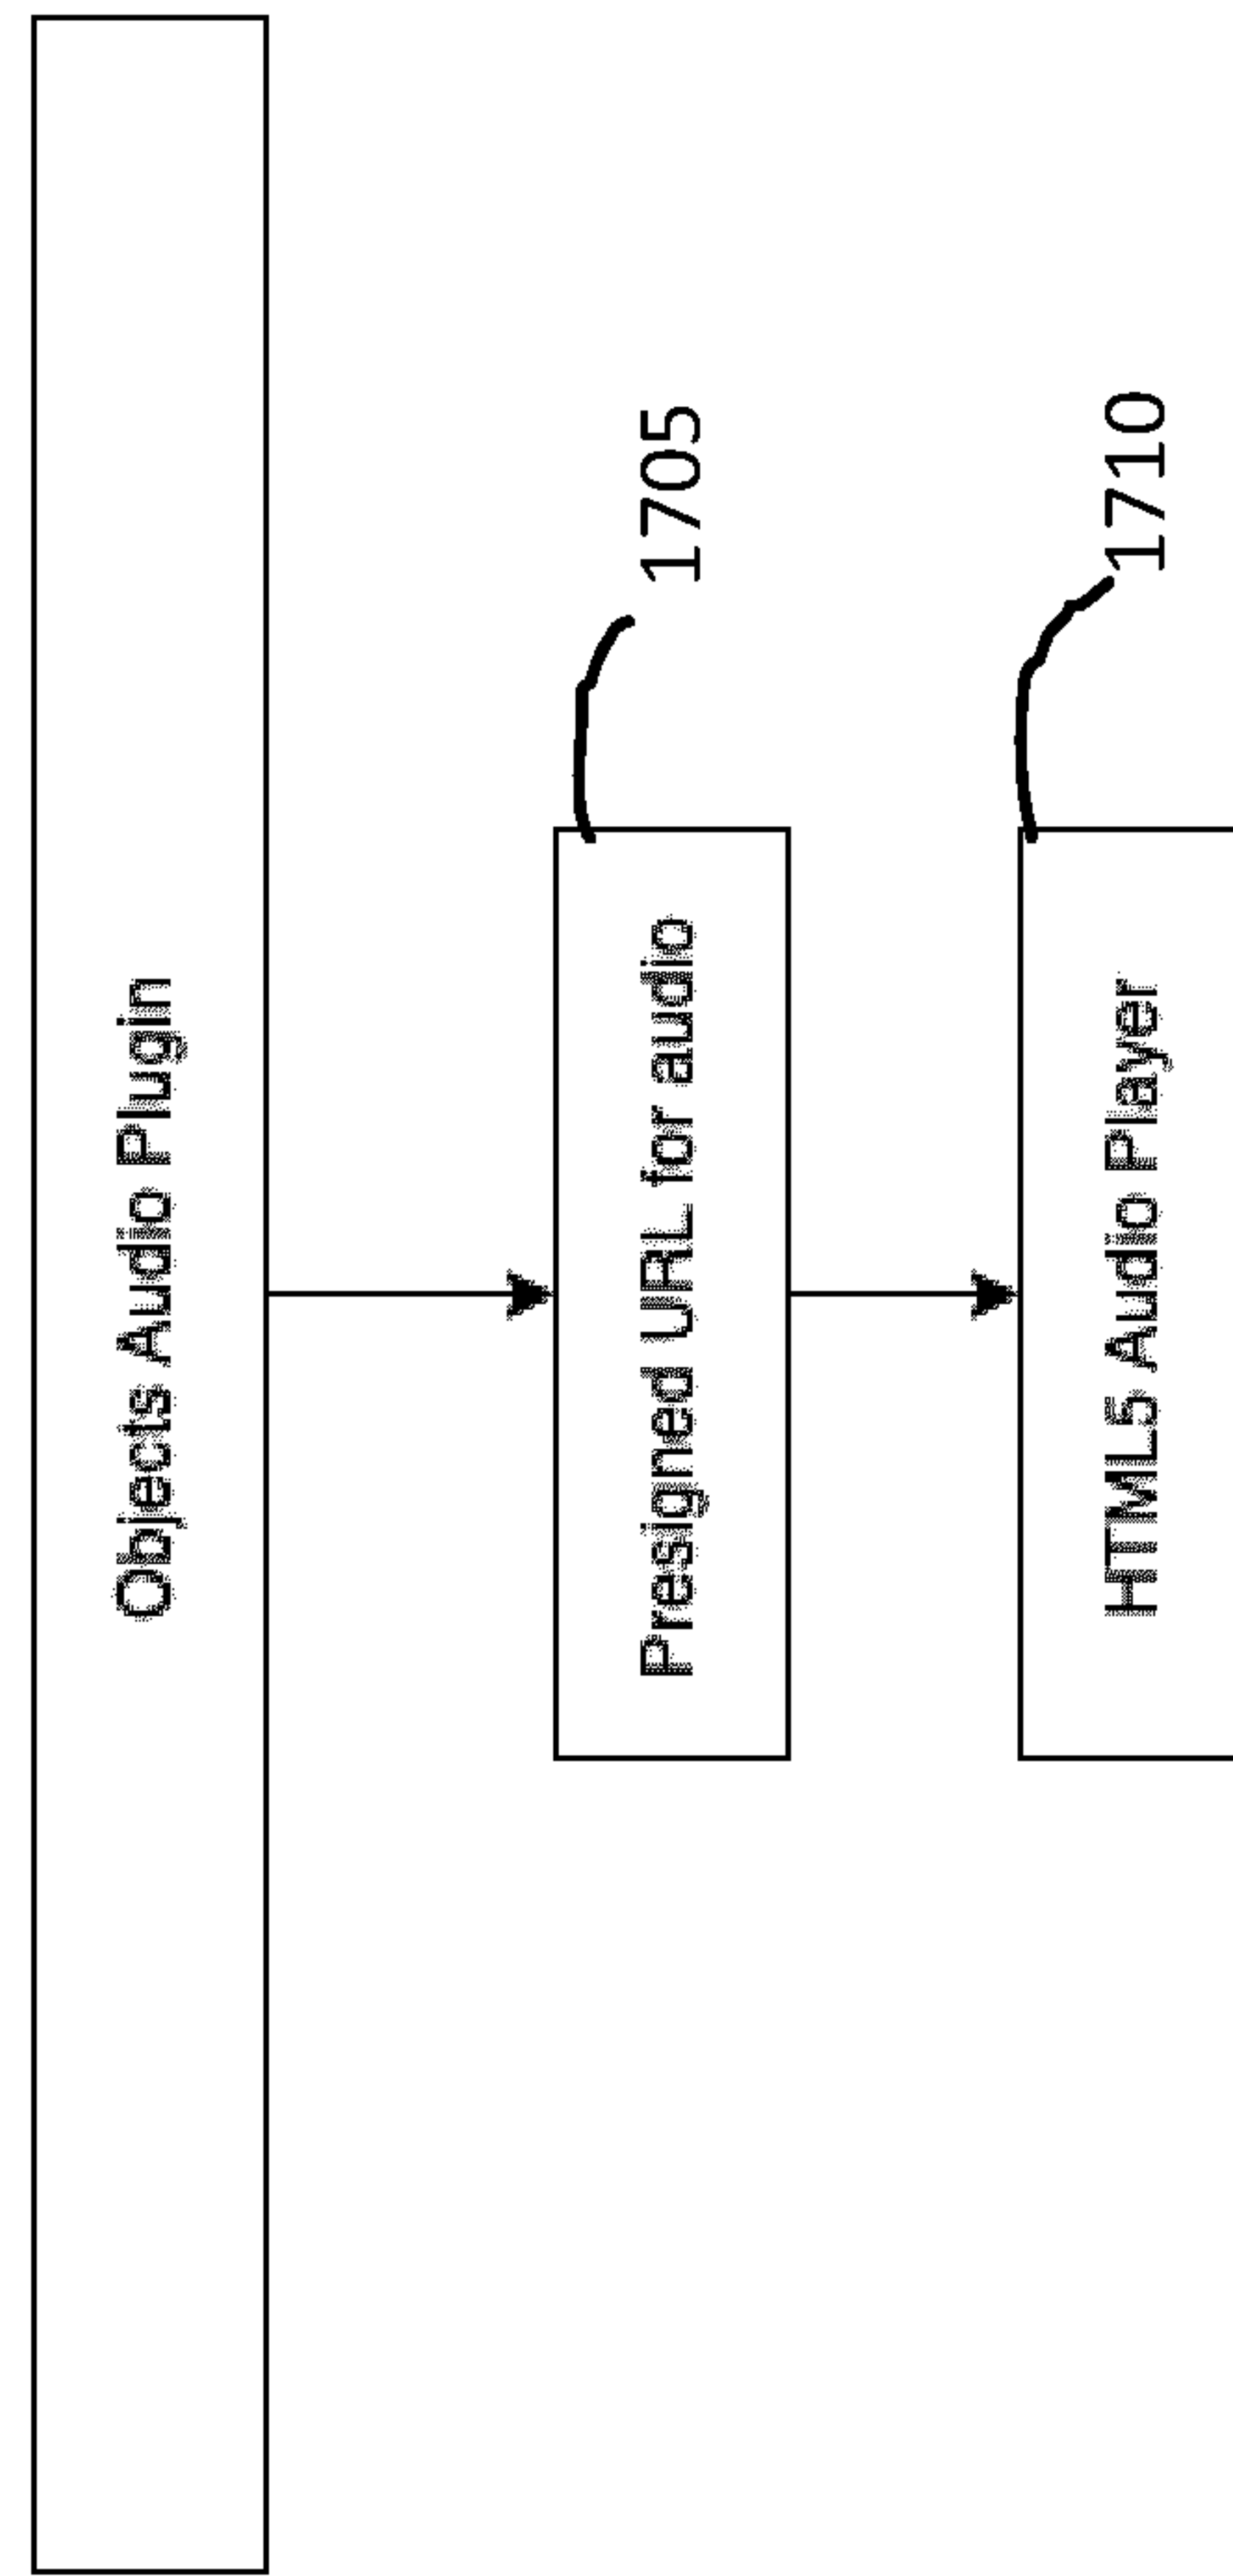 Objects Audio Plugin
Presigned URL for audio
1705
HTML5 Audio Player
1710